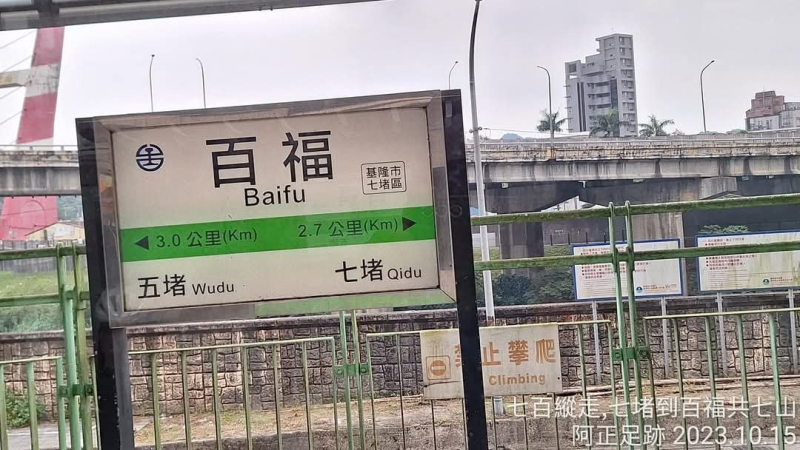 百福
Baifu
基隆市
七堵區
◀ 3.0 公里(Km) 2.7 公里(Km) ▶
五堵 Wudu 七堵 Qidu
禁止攀爬
Climbing
七百縱走,七堵到百福共七山
阿正足跡 2023.10.15